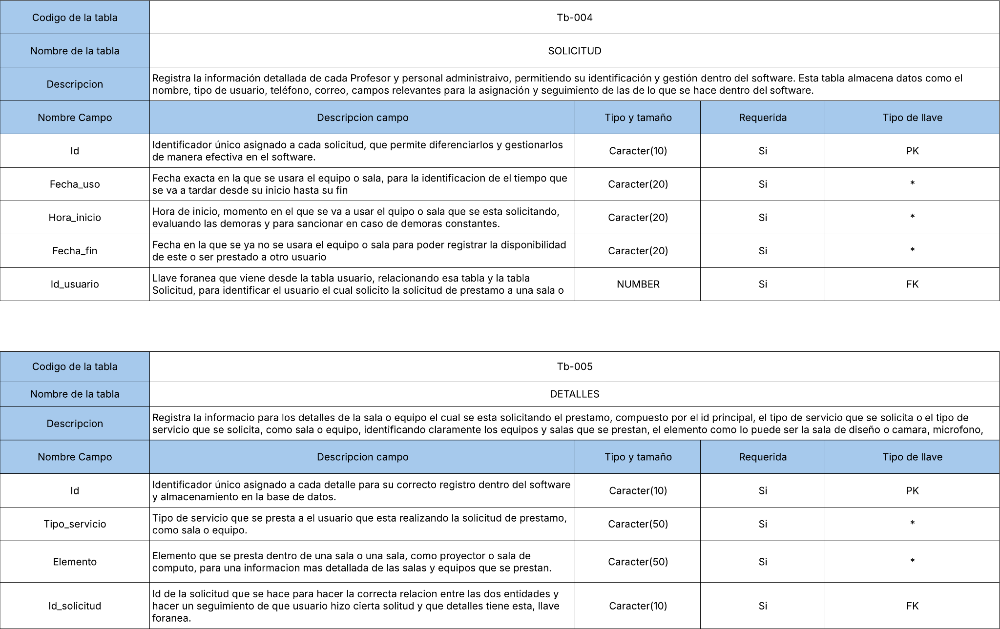 Codigo de la tabla
Tb-004
Nombre de la tabla
SOLICITUD
Descripcion
Registra la información detallada de cada Profesor y personal administraivo, permitiendo su identificación y gestión dentro del software. Esta tabla almacena datos como el
nombre, tipo de usuario, teléfono, correo, campos relevantes para la asignación y seguimiento de las de lo que se hace dentro del software.
Nombre Campo
Descripcion campo
Tipo y tamaño
Requerida
Tipo de llave
Id
Identificador único asignado a cada solicitud, que permite diferenciarlos y gestionarlos
de manera efectiva en el software.
Caracter(10)
Si
PK
Fecha_uso
Fecha exacta en la que se usara el equipo o sala, para la identificacion de el tiempo que
se va a tardar desde su inicio hasta su fin
Caracter(20)
Si
*
Hora_inicio
Hora de inicio, momento en el que se va a usar el quipo o sala que se esta solicitando,
evaluando las demoras y para sancionar en caso de demoras constantes.
Caracter(20)
Si
*
Fecha_fin
Fecha en la que se ya no se usara el equipo o sala para poder registrar la disponibilidad
de este o ser prestado a otro usuario
Caracter(20)
Si
*
Id_usuario
Llave foranea que viene desde la tabla usuario, relacionando esa tabla y la tabla
Solicitud, para identificar el usuario el cual solicito la solicitud de prestamo a una sala o
NUMBER
Si
FK
Codigo de la tabla
Tb-005
Nombre de la tabla
DETALLES
Descripcion
Registra la informacio para los detalles de la sala o equipo el cual se esta solicitando el prestamo, compuesto por el id principal, el tipo de servicio que se solicita o el tipo de
servicio que se solicita, como sala o equipo, identificando claramente los equipos y salas que se prestan, el elemento como lo puede ser la sala de diseño o camara, microfono,
Nombre Campo
Descripcion campo
Tipo y tamaño
Requerida
Tipo de llave
Id
Identificador único asignado a cada detalle para su correcto registro dentro del software
y almacenamiento en la base de datos.
Caracter(10)
Si
PK
Tipo_servicio
Tipo de servicio que se presta a el usuario que esta realizando la solicitud de prestamo,
como sala o equipo.
Caracter(50)
Si
*
Elemento
Elemento que se presta dentro de una sala o una sala, como proyector o sala de
computo, para una informacion mas detallada de las salas y equipos que se prestan.
Caracter(50)
Si
*
Id_solicitud
Id de la solicitud que se hace para hacer la correcta relacion entre las dos entidades y
hacer un seguimiento de que usuario hizo cierta solitud y que detalles tiene esta, llave
foranea.
Caracter(10)
Si
FK